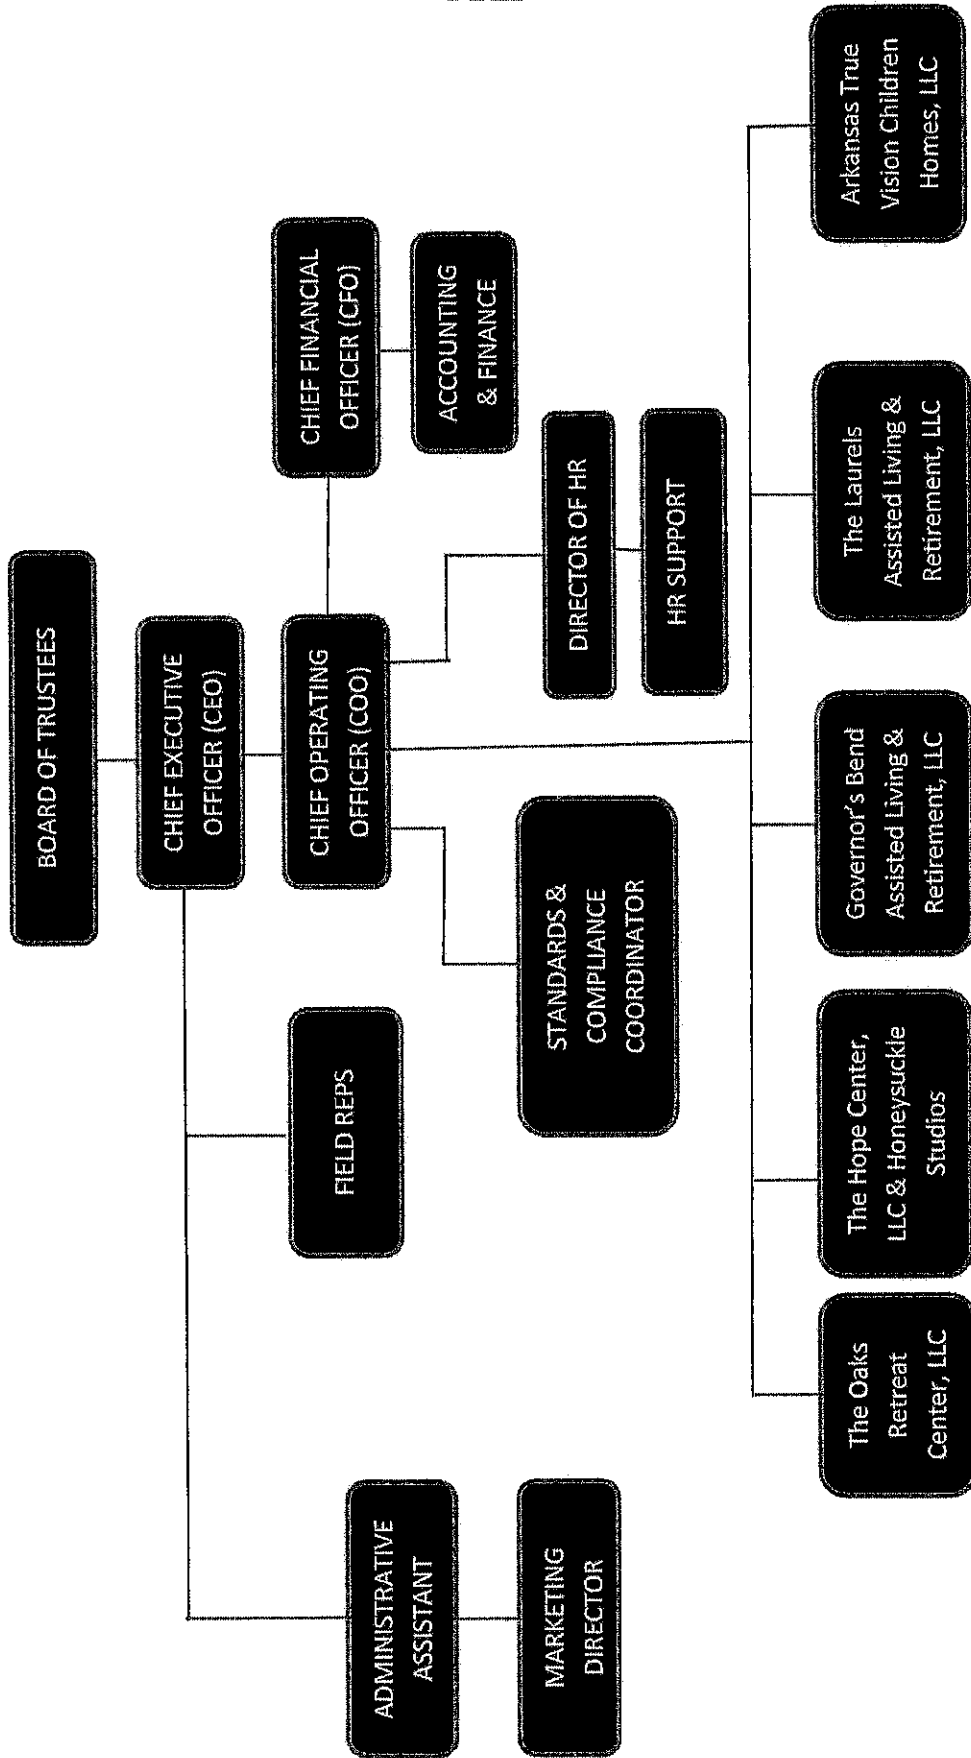 BOARD OF TRUSTEES
CHIEF EXECUTIVE
OFFICER (CEO)
CHIEF OPERATING
OFFICER (COO)
CHIEF FINANCIAL
OFFICER (CFO)
ACCOUNTING
& FINANCE
FIELD REPS
ADMINISTRATIVE
ASSISTANT
MARKETING
DIRECTOR
STANDARDS &
COMPLIANCE
COORDINATOR
DIRECTOR OF HR
HR SUPPORT
The Oaks
Retreat
Center, LLC
The Hope Center,
LLC & Honeysuckle
Studios
Governor's Bend
Assisted Living &
Retirement, LLC
The Laurels
Assisted Living &
Retirement, LLC
Arkansas True
Vision Children
Homes, LLC